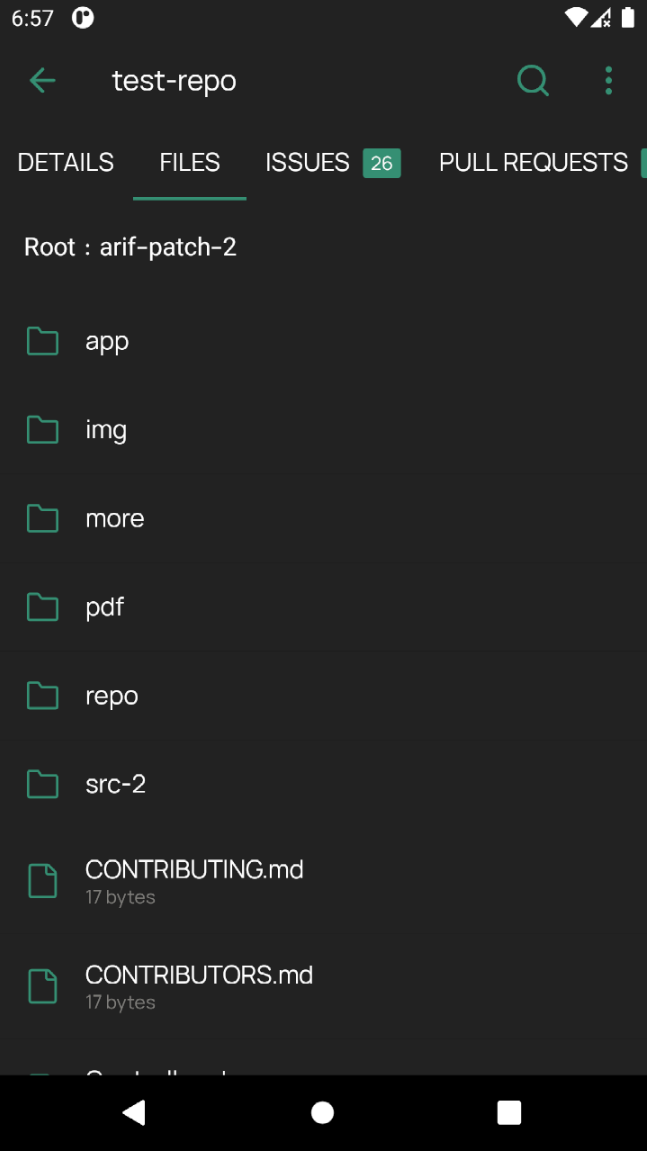 6:57
test-repo
DETAILS FILES ISSUES 26 PULL REQUESTS
Root : arif-patch-2
app
img
more
pdf
repo
src-2
CONTRIBUTING.md
17 bytes
CONTRIBUTORS.md
17 bytes